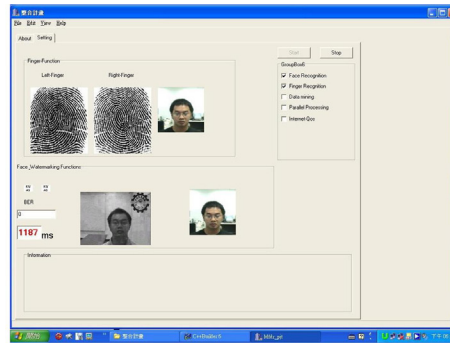 整合計畫
File Edit View Help
About Setting
Start Stop
Finger-Function
GroupBox6
Left-Finger Right-Finger
Face Recognition
Finger Recognition
Data mining
Parallel Processing
Internet-Qos
Face_Watermarking Functions
BER
0
1187 ms
Information
開始 整合計畫 C++Builder 6